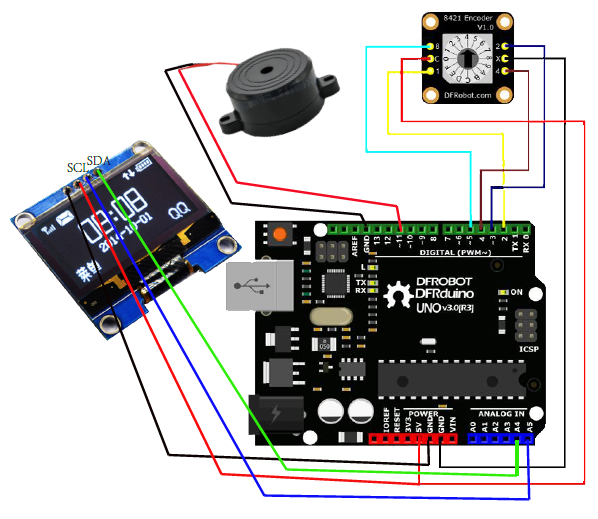 8421 Encoder
V1.0
8 2
C X
1 4
DFRobot.com
SDA
SCL
08:08
QQ
AREF
GND
13
12
~11
~10
~9
8
7
~6
~5
4
~3
2
TX 1
RX 0
DIGITAL (PWM~)
L
TX
RX
DFROBOT
DFRduino
UNO v3.0[R3]
ON
ICSP
IOREF
RESET
3V3
5V
GND
GND
VIN
POWER
ANALOG IN
A0
A1
A2
A3
A4
A5